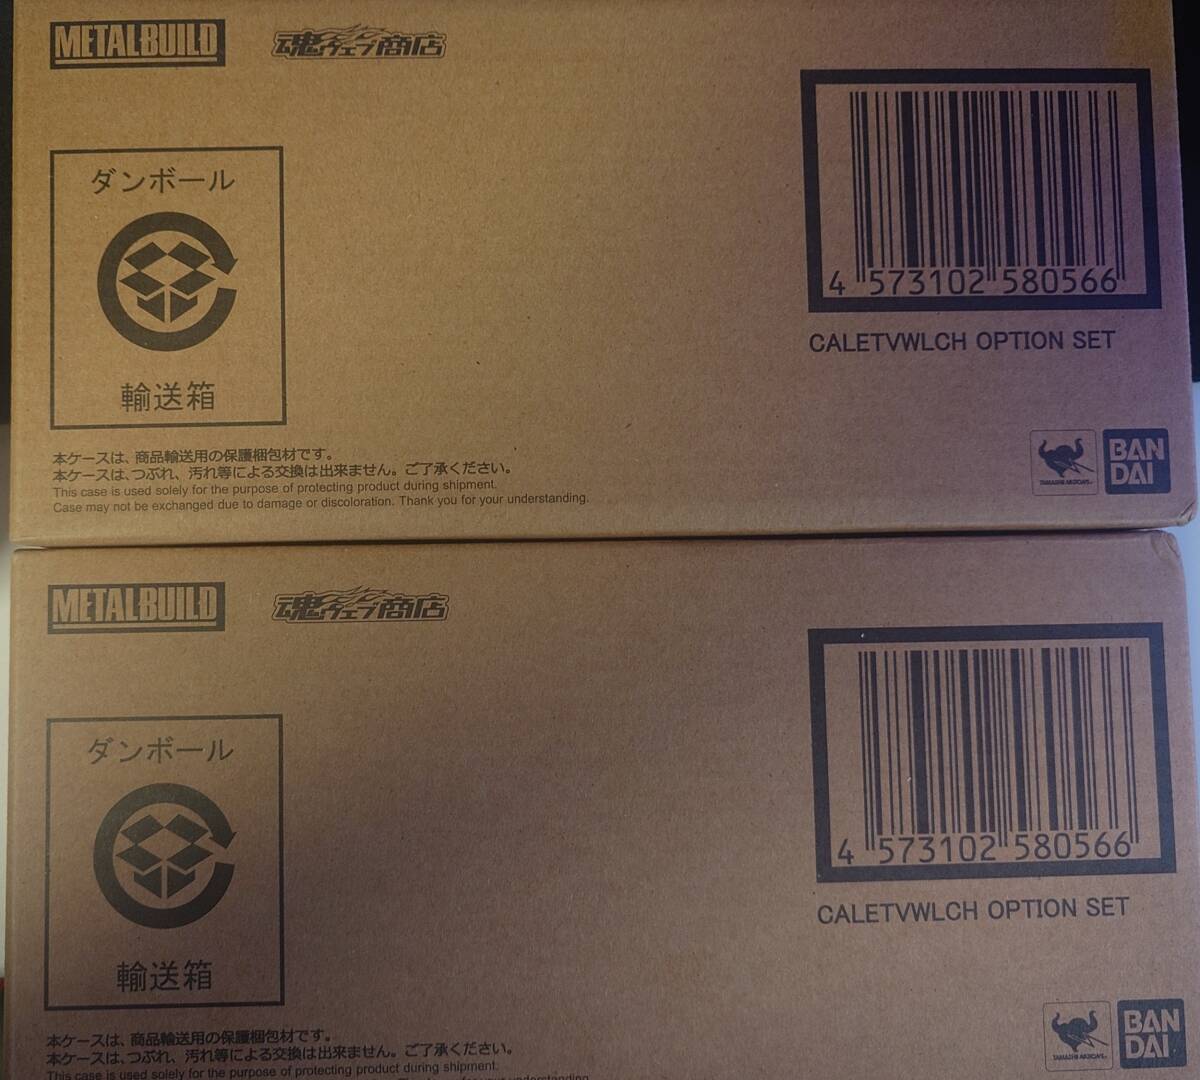 METAL BUILD
魂ウェブ商店
ダンボール
輸送箱
4 573102 580566
CALETVWLCH OPTION SET
本ケースは、商品輸送用の保護梱包材です。
本ケースは、つぶれ、汚れ等による交換は出来ません。ご了承ください。
This case is used solely for the purpose of protecting product during shipment.
Case may not be exchanged due to damage or discoloration. Thank you for your understanding.
TAMASHII NATIONS
BAN
DAI
METAL BUILD
魂ウェブ商店
ダンボール
輸送箱
4 573102 580566
CALETVWLCH OPTION SET
本ケースは、商品輸送用の保護梱包材です。
本ケースは、つぶれ、汚れ等による交換は出来ません。ご了承ください。
This case is used solely for the purpose of protecting product during shipment.
TAMASHII NATIONS
BAN
DAI